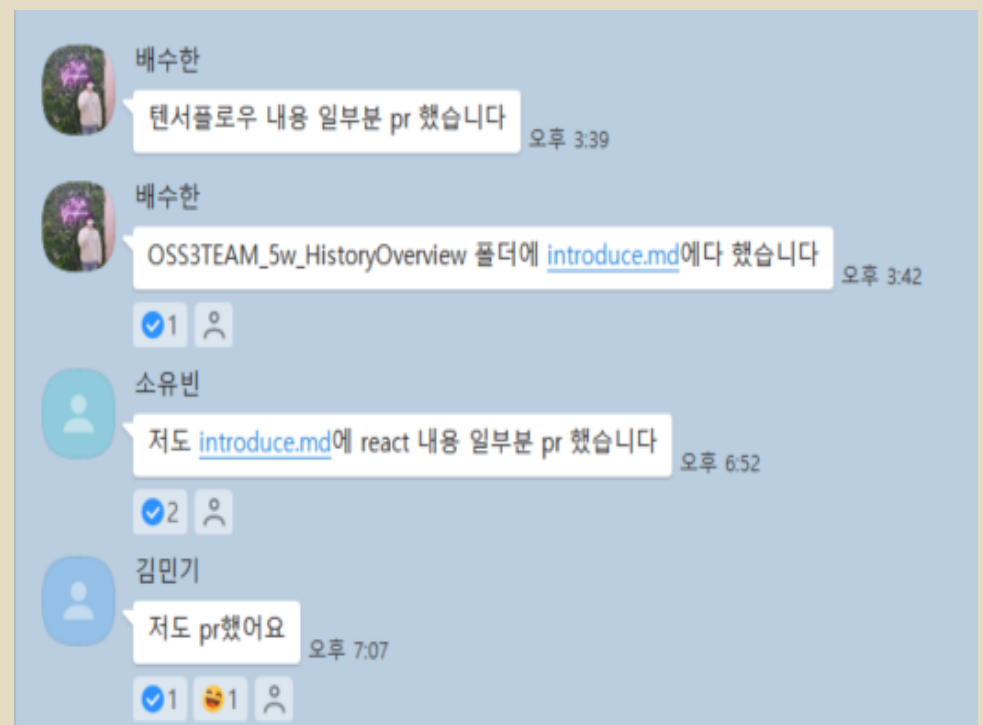 배수한
텐서플로우 내용 일부분 pr 했습니다
오후 3:39
배수한
OSS3TEAM_5w_HistoryOverview 폴더에 introduce.md에다 했습니다
오후 3:42
1
소유빈
저도 introduce.md에 react 내용 일부분 pr 했습니다
오후 6:52
2
김민기
저도 pr했어요
오후 7:07
1 1